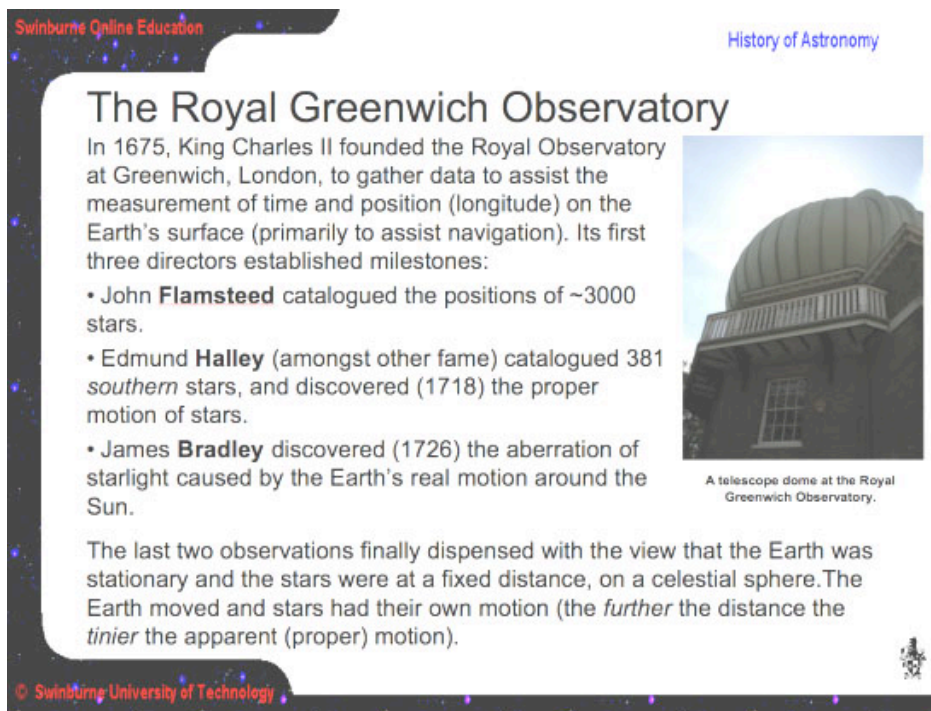 Swinburne Online Education
History of Astronomy
The Royal Greenwich Observatory
In 1675, King Charles II founded the Royal Observatory
at Greenwich, London, to gather data to assist the
measurement of time and position (longitude) on the
Earth's surface (primarily to assist navigation). Its first
three directors established milestones:
• John Flamsteed catalogued the positions of ~3000
stars.
• Edmund Halley (amongst other fame) catalogued 381
southern stars, and discovered (1718) the proper
motion of stars.
• James Bradley discovered (1726) the aberration of
starlight caused by the Earth's real motion around the
Sun.
A telescope dome at the Royal
Greenwich Observatory.
The last two observations finally dispensed with the view that the Earth was
stationary and the stars were at a fixed distance, on a celestial sphere.The
Earth moved and stars had their own motion (the further the distance the
tinier the apparent (proper) motion).
© Swinburne University of Technology